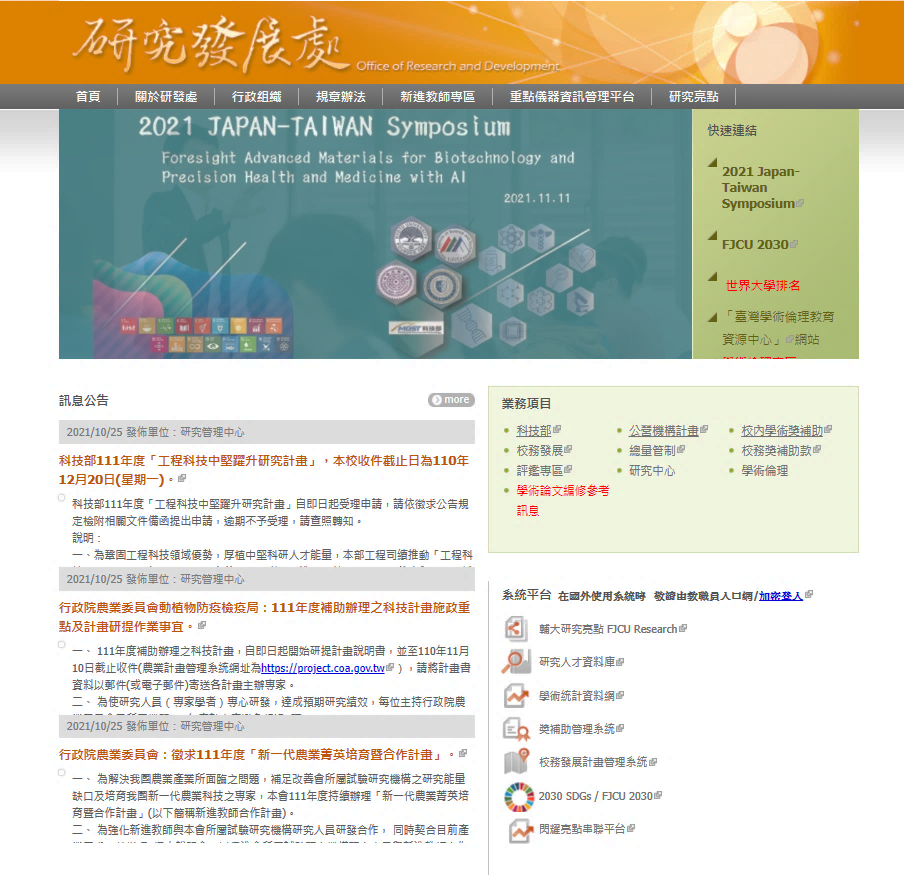 研究發展處
Office of Research and Development
首頁 關於研發處 行政組織 規章辦法 新進教師專區 重點儀器資訊管理平台 研究亮點
2021 JAPAN-TAIWAN Symposium
Foresight Advanced Materials for Biotechnology and
Precision Health and Medicine with AI
2021.11.11
MOST 科技部
快速連結
2021 Japan-
Taiwan
Symposium
FJCU 2030
世界大學排名
「臺灣學術倫理教育
資源中心」網站
訊息公告
more
2021/10/25 發佈單位：研究管理中心
科技部111年度「工程科技中堅躍升研究計畫」，本校收件截止日為110年
12月20日(星期一)。
科技部111年度「工程科技中堅躍升研究計畫」自即日起受理申請，請依徵求公告規
定檢附相關文件備函提出申請，逾期不予受理，請查照轉知。
說明：
一、為鞏固工程科技領域優勢，厚植中堅科研人才能量，本部工程司續推動「工程科
2021/10/25 發佈單位：研究管理中心
行政院農業委員會動植物防疫檢疫局：111年度補助辦理之科技計畫施政重
點及計畫研提作業事宜。
一、 111年度補助辦理之科技計畫，自即日起開始研提計畫說明書，並至110年11月
10日截止收件(農業計畫管理系統網址為https://project.coa.gov.tw），請將計畫書
資料以郵件(或電子郵件)寄送各計畫主辦專家。
二、 為使研究人員（專家學者）專心研發，達成預期研究績效，每位主持行政院農
2021/10/25 發佈單位：研究管理中心
行政院農業委員會：徵求111年度「新一代農業菁英培育暨合作計畫」。
一、 為解決我國農業產業所面臨之問題，補足改善會所屬試驗研究機構之研究能量
缺口及培育我國新一代農業科技之專家，本會111年度持續辦理「新一代農業菁英培
育暨合作計畫」(以下簡稱新進教師合作計畫)。
二、 為強化新進教師與本會所屬試驗研究機構研究人員研發合作， 同時契合目前產
業務項目
科技部 公營機構計畫 校內學術獎補助
校務發展 總量管制 校務獎補助款
評鑑專區 研究中心 學術倫理
學術論文編修參考
訊息
系統平台 在國外使用系統時 敬請由教職員人口網/加密登入
輔大研究亮點 FJCU Research
研究人才資料庫
學術統計資料網
獎補助管理系統
校務發展計畫管理系統
2030 SDGs / FJCU 2030
閃耀亮點串聯平台